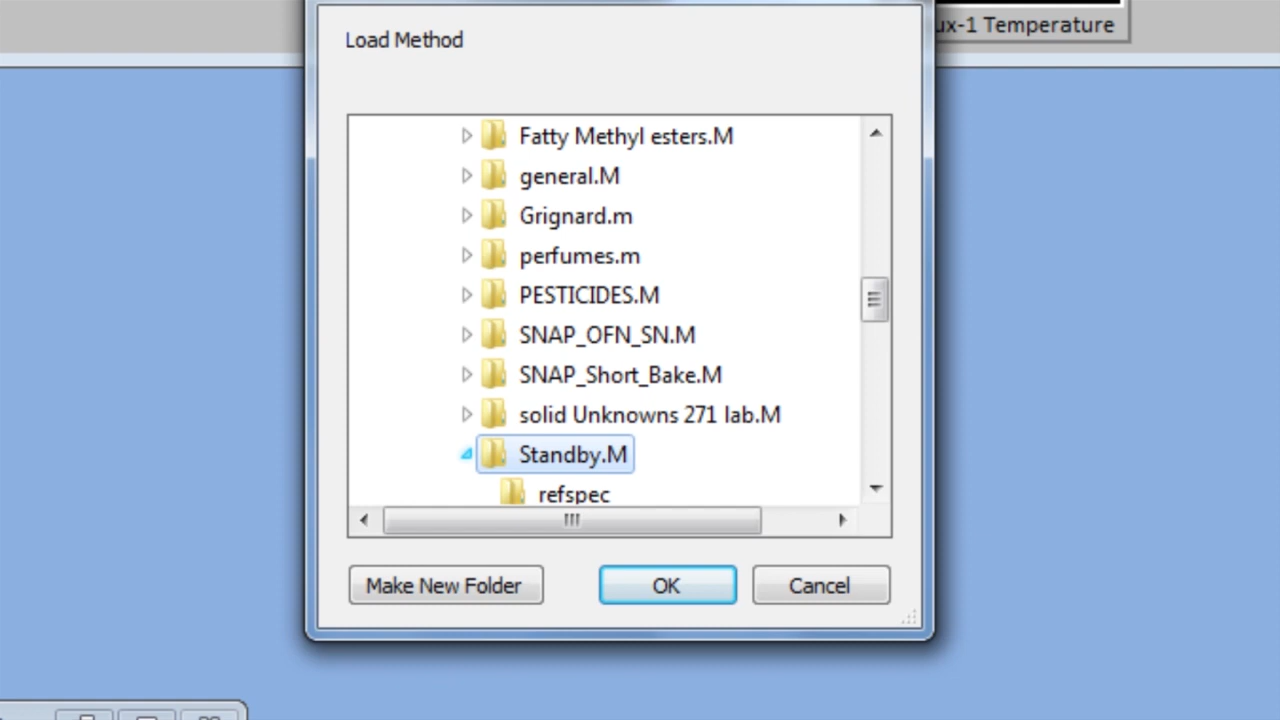 ux-1 Temperature
Load Method
Fatty Methyl esters.M
general.M
Grignard.m
perfumes.m
PESTICIDES.M
SNAP_OFN_SN.M
SNAP_Short_Bake.M
solid Unknowns 271 lab.M
Standby.M
refspec
Make New Folder
OK
Cancel